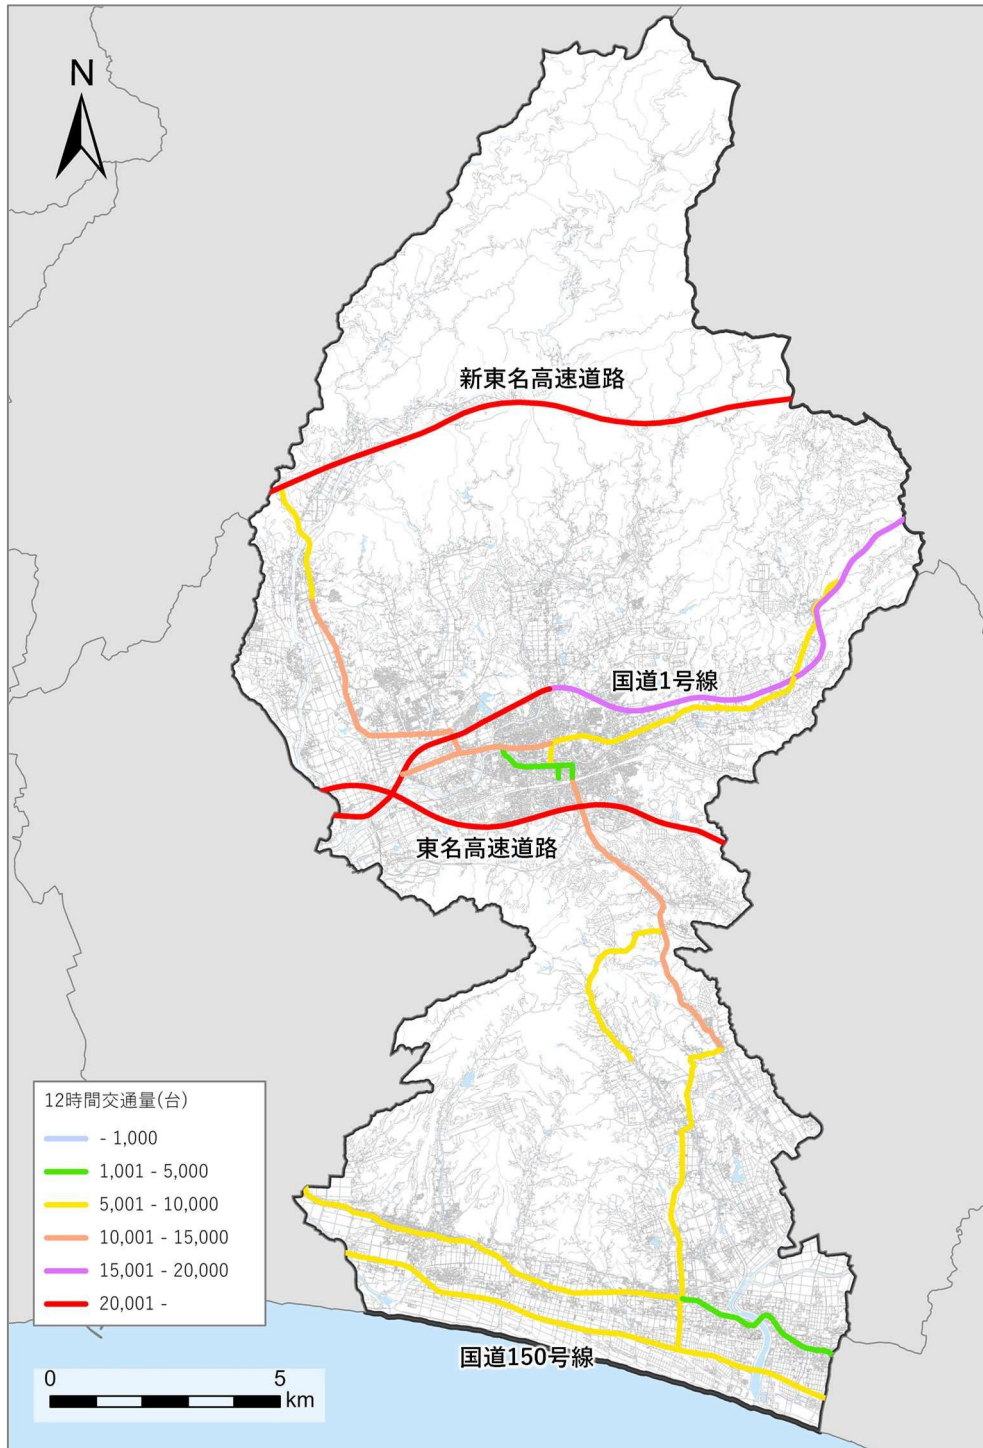 N
新東名高速道路
国道1号線
東名高速道路
12時間交通量(台)
- 1,000
1,001 - 5,000
5,001 - 10,000
10,001 - 15,000
15,001 - 20,000
20,001 -
国道150号線
0 5
km